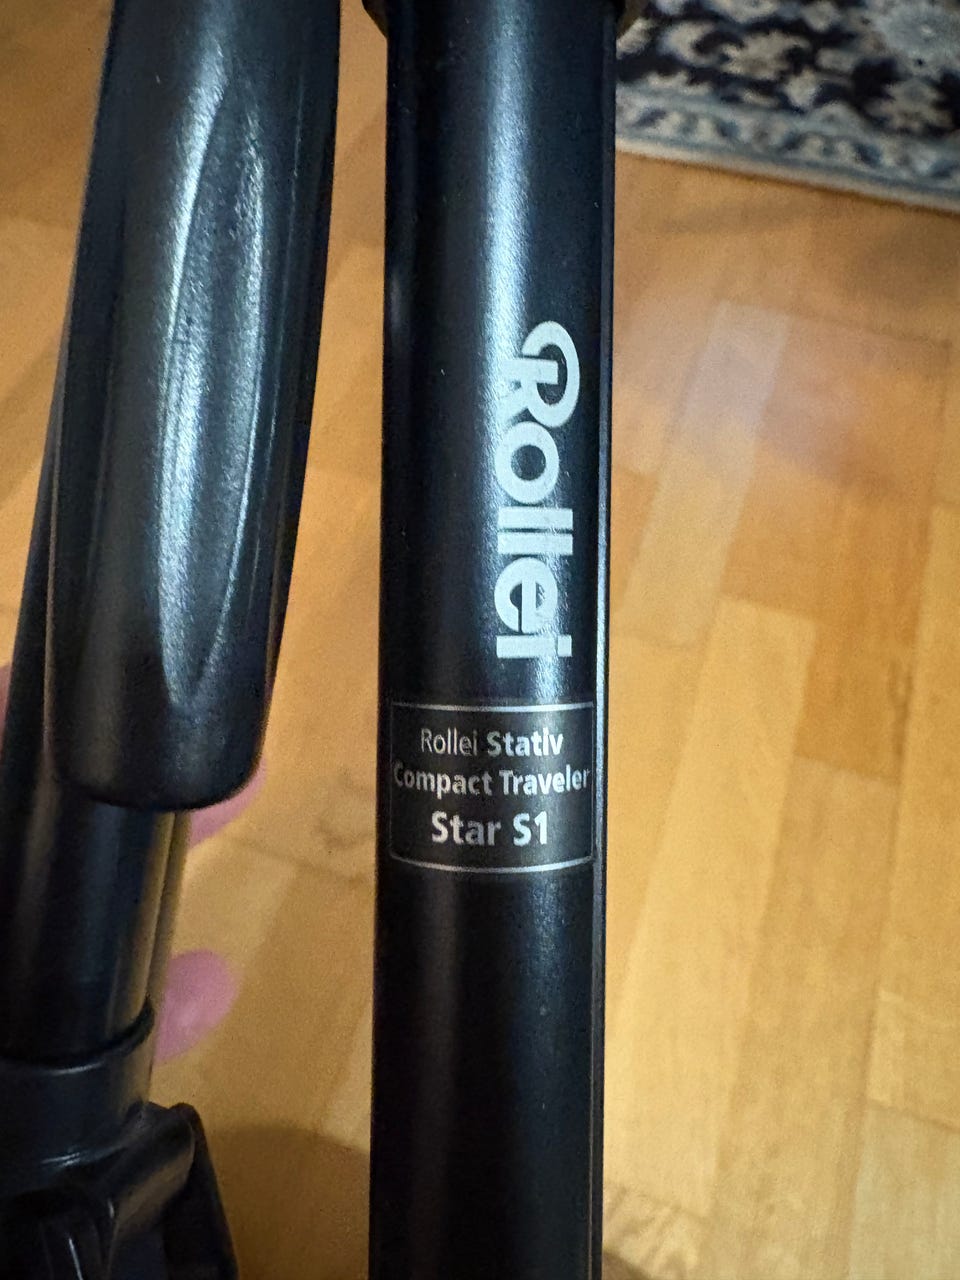 Rollei
Rollei Stativ
Compact Traveler
Star S1